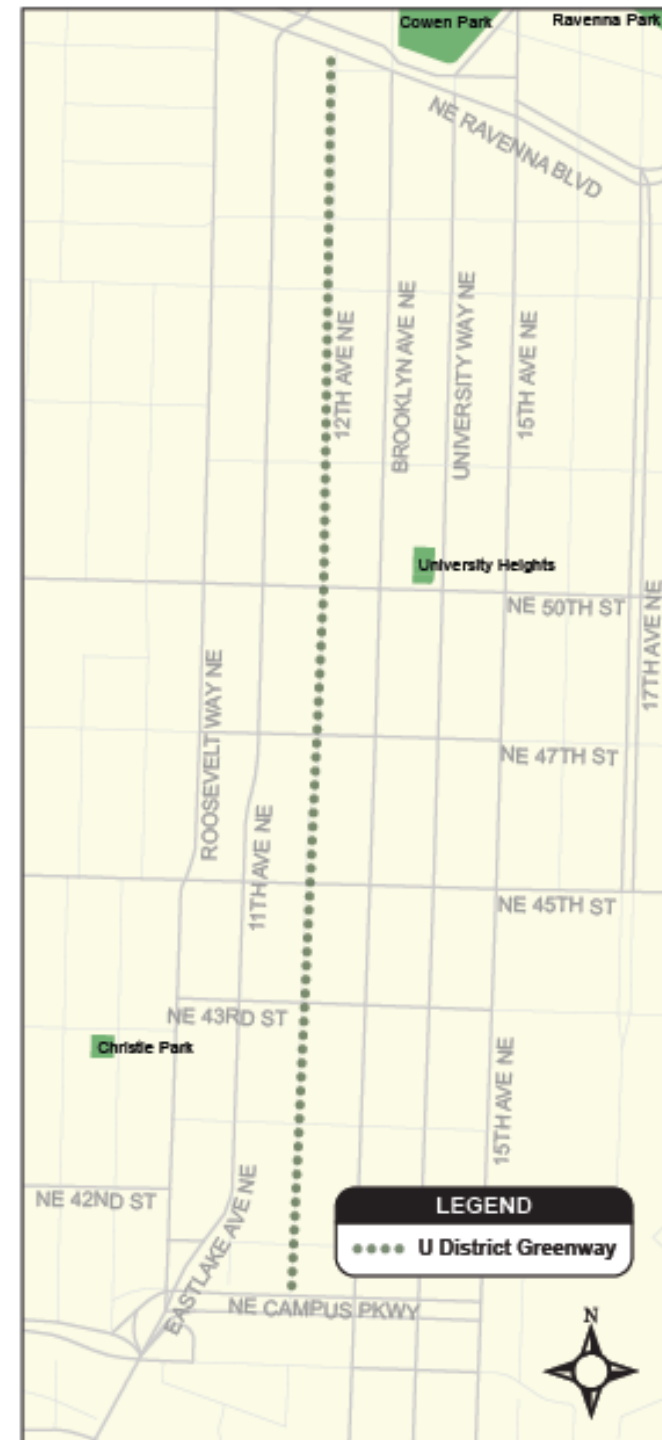 Cowen Park
Ravenna Park
NE RAVENNA BLVD
12TH AVE NE
BROOKLYN AVE NE
UNIVERSITY WAY NE
15TH AVE NE
University Heights
NE 50TH ST
17TH AVE NE
ROOSEVELT WAY NE
NE 47TH ST
11TH AVE NE
NE 45TH ST
NE 43RD ST
Christie Park
15TH AVE NE
NE 42ND ST
EASTLAKE AVE NE
LEGEND
U District Greenway
NE CAMPUS PKWY
N